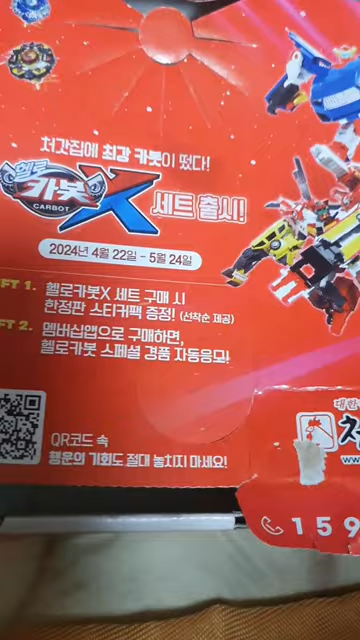 처갓집에 최강 카봇이 떴다!
헬로
카봇 X
CARBOT
세트 출시!
2024년 4월 22일 - 5월 24일
FT 1. 헬로카봇X 세트 구매 시
한정판 스티커팩 증정! (선착순 제공)
FT 2. 멤버십앱으로 구매하면,
헬로카봇 스페셜 경품 자동응모!
QR코드 속
행운의 기회도 절대 놓치지 마세요!
대한
www.
159